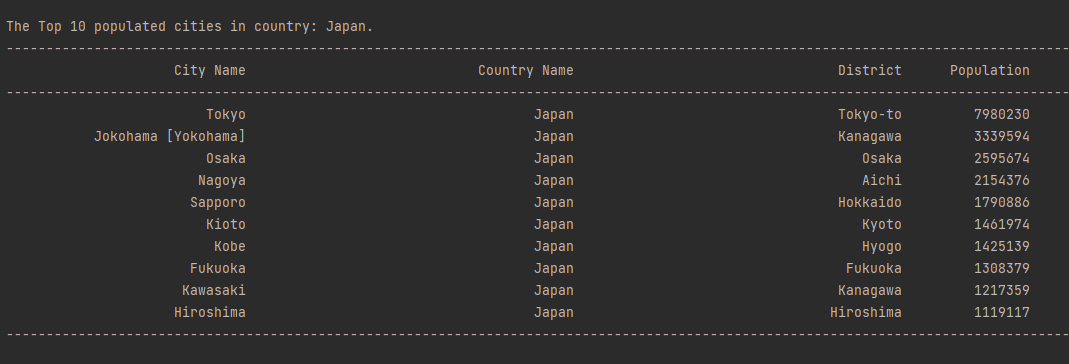 The Top 10 populated cities in country: Japan.
City Name Country Name District Population
Tokyo Japan Tokyo-to 7980230
Jokohama [Yokohama] Japan Kanagawa 3339594
Osaka Japan Osaka 2595674
Nagoya Japan Aichi 2154376
Sapporo Japan Hokkaido 1790886
Kioto Japan Kyoto 1461974
Kobe Japan Hyogo 1425139
Fukuoka Japan Fukuoka 1308379
Kawasaki Japan Kanagawa 1217359
Hiroshima Japan Hiroshima 1119117